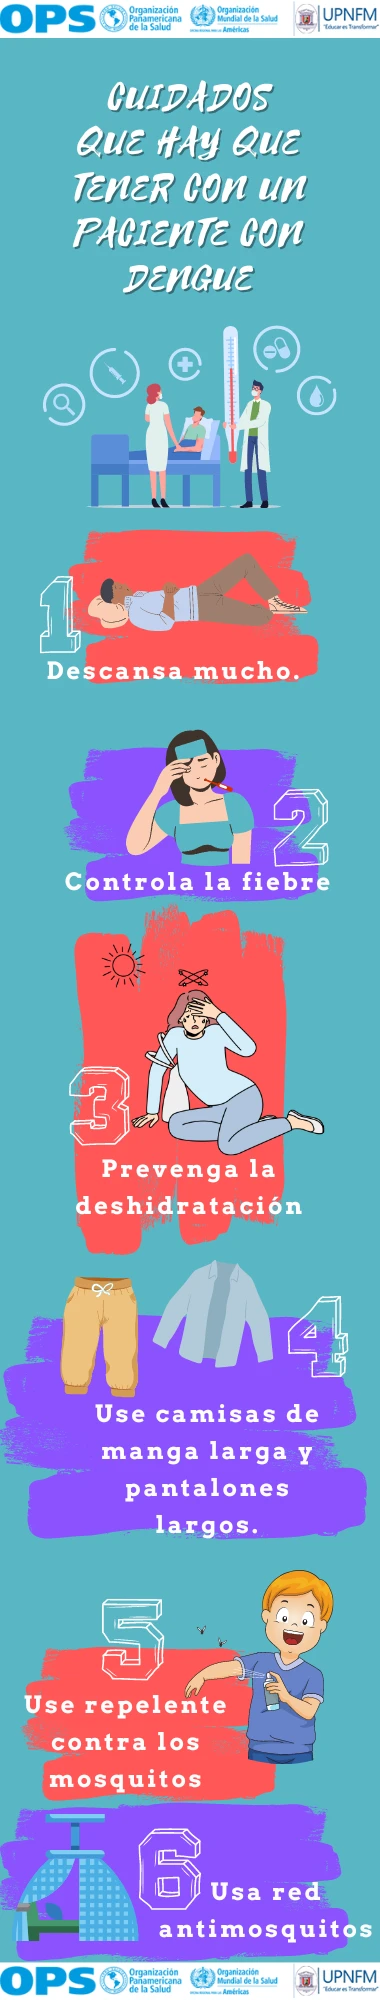 OPS
Organización
Panamericana
de la Salud
Organización
Mundial de la Salud
Américas
UPNFM
"Educar es Transformar"
CUIDADOS
QUE HAY QUE
TENER CON UN
PACIENTE CON
DENGUE
1
Descansa mucho.
2
Controla la fiebre
3
Prevenga la
deshidratación
4
Use camisas de
manga larga y
pantalones
largos.
5
Use repelente
contra los
mosquitos
6
Usa red
antimosquitos
OPS
Organización
Panamericana
de la Salud
Organización
Mundial de la Salud
Américas
UPNFM
"Educar es Transformar"